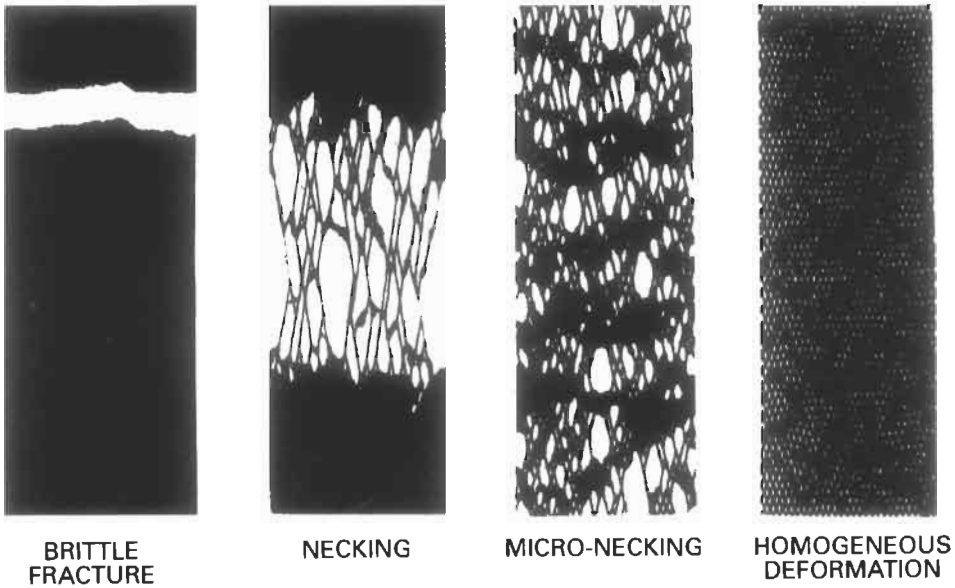 BRITTLE
FRACTURE
NECKING
MICRO-NECKING
HOMOGENEOUS
DEFORMATION